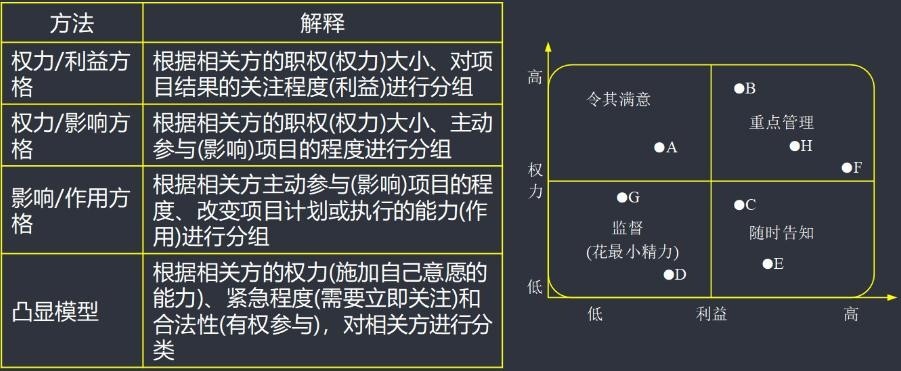 方法
解释
权力/利益方
格
根据相关方的职权(权力)大小、对项
目结果的关注程度(利益)进行分组
权力/影响方
格
根据相关方的职权(权力)大小、主动
参与(影响)项目的程度进行分组
影响/作用方
格
根据相关方主动参与(影响)项目的程
度、改变项目计划或执行的能力(作
用)进行分组
凸显模型
根据相关方的权力(施加自己意愿的
能力)、紧急程度(需要立即关注)和
合法性(有权参与)，对相关方进行分
类
高
令其满意
B
重点管理
A
H
F
权
力
G
C
监督
(花最小精力)
随时告知
E
D
低
低
利益
高